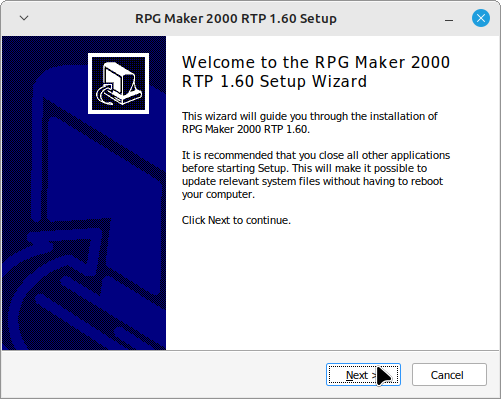 RPG Maker 2000 RTP 1.60 Setup
Welcome to the RPG Maker 2000
RTP 1.60 Setup Wizard
This wizard will guide you through the installation of
RPG Maker 2000 RTP 1.60.
It is recommended that you close all other applications
before starting Setup. This will make it possible to
update relevant system files without having to reboot
your computer.
Click Next to continue.
Next >
Cancel